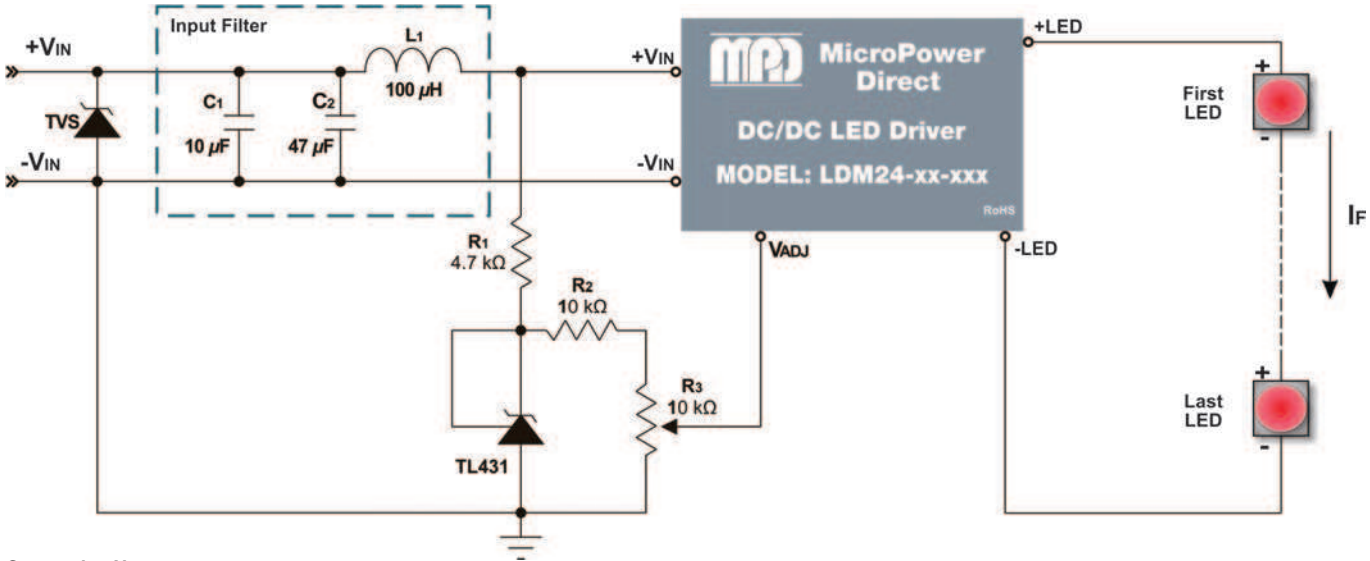 Input Filter
+VIN
L1
100 µH
+VIN
+LED
MPD MicroPower
Direct
TVS
C1
10 µF
C2
47 µF
First
LED
DC/DC LED Driver
-VIN
-VIN
MODEL: LDM24-xx-xxx
RoHS
IF
R1
4.7 kΩ
VADJ
-LED
R2
10 kΩ
R3
10 kΩ
Last
LED
TL431